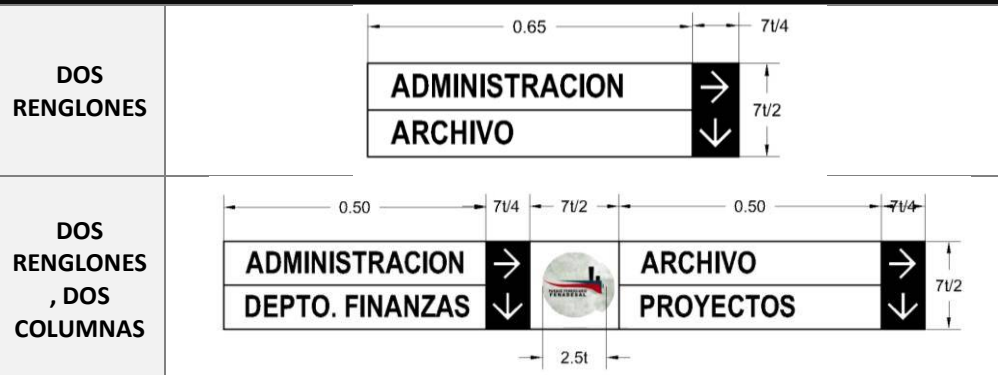 0.65
7t/4
DOS
RENGLONES
ADMINISTRACION
ARCHIVO
7t/2
0.50
7t/4
7t/2
0.50
7t/4
DOS
RENGLONES
, DOS
COLUMNAS
ADMINISTRACION
DEPTO. FINANZAS
FENADESAL
ARCHIVO
PROYECTOS
7t/2
2.5t